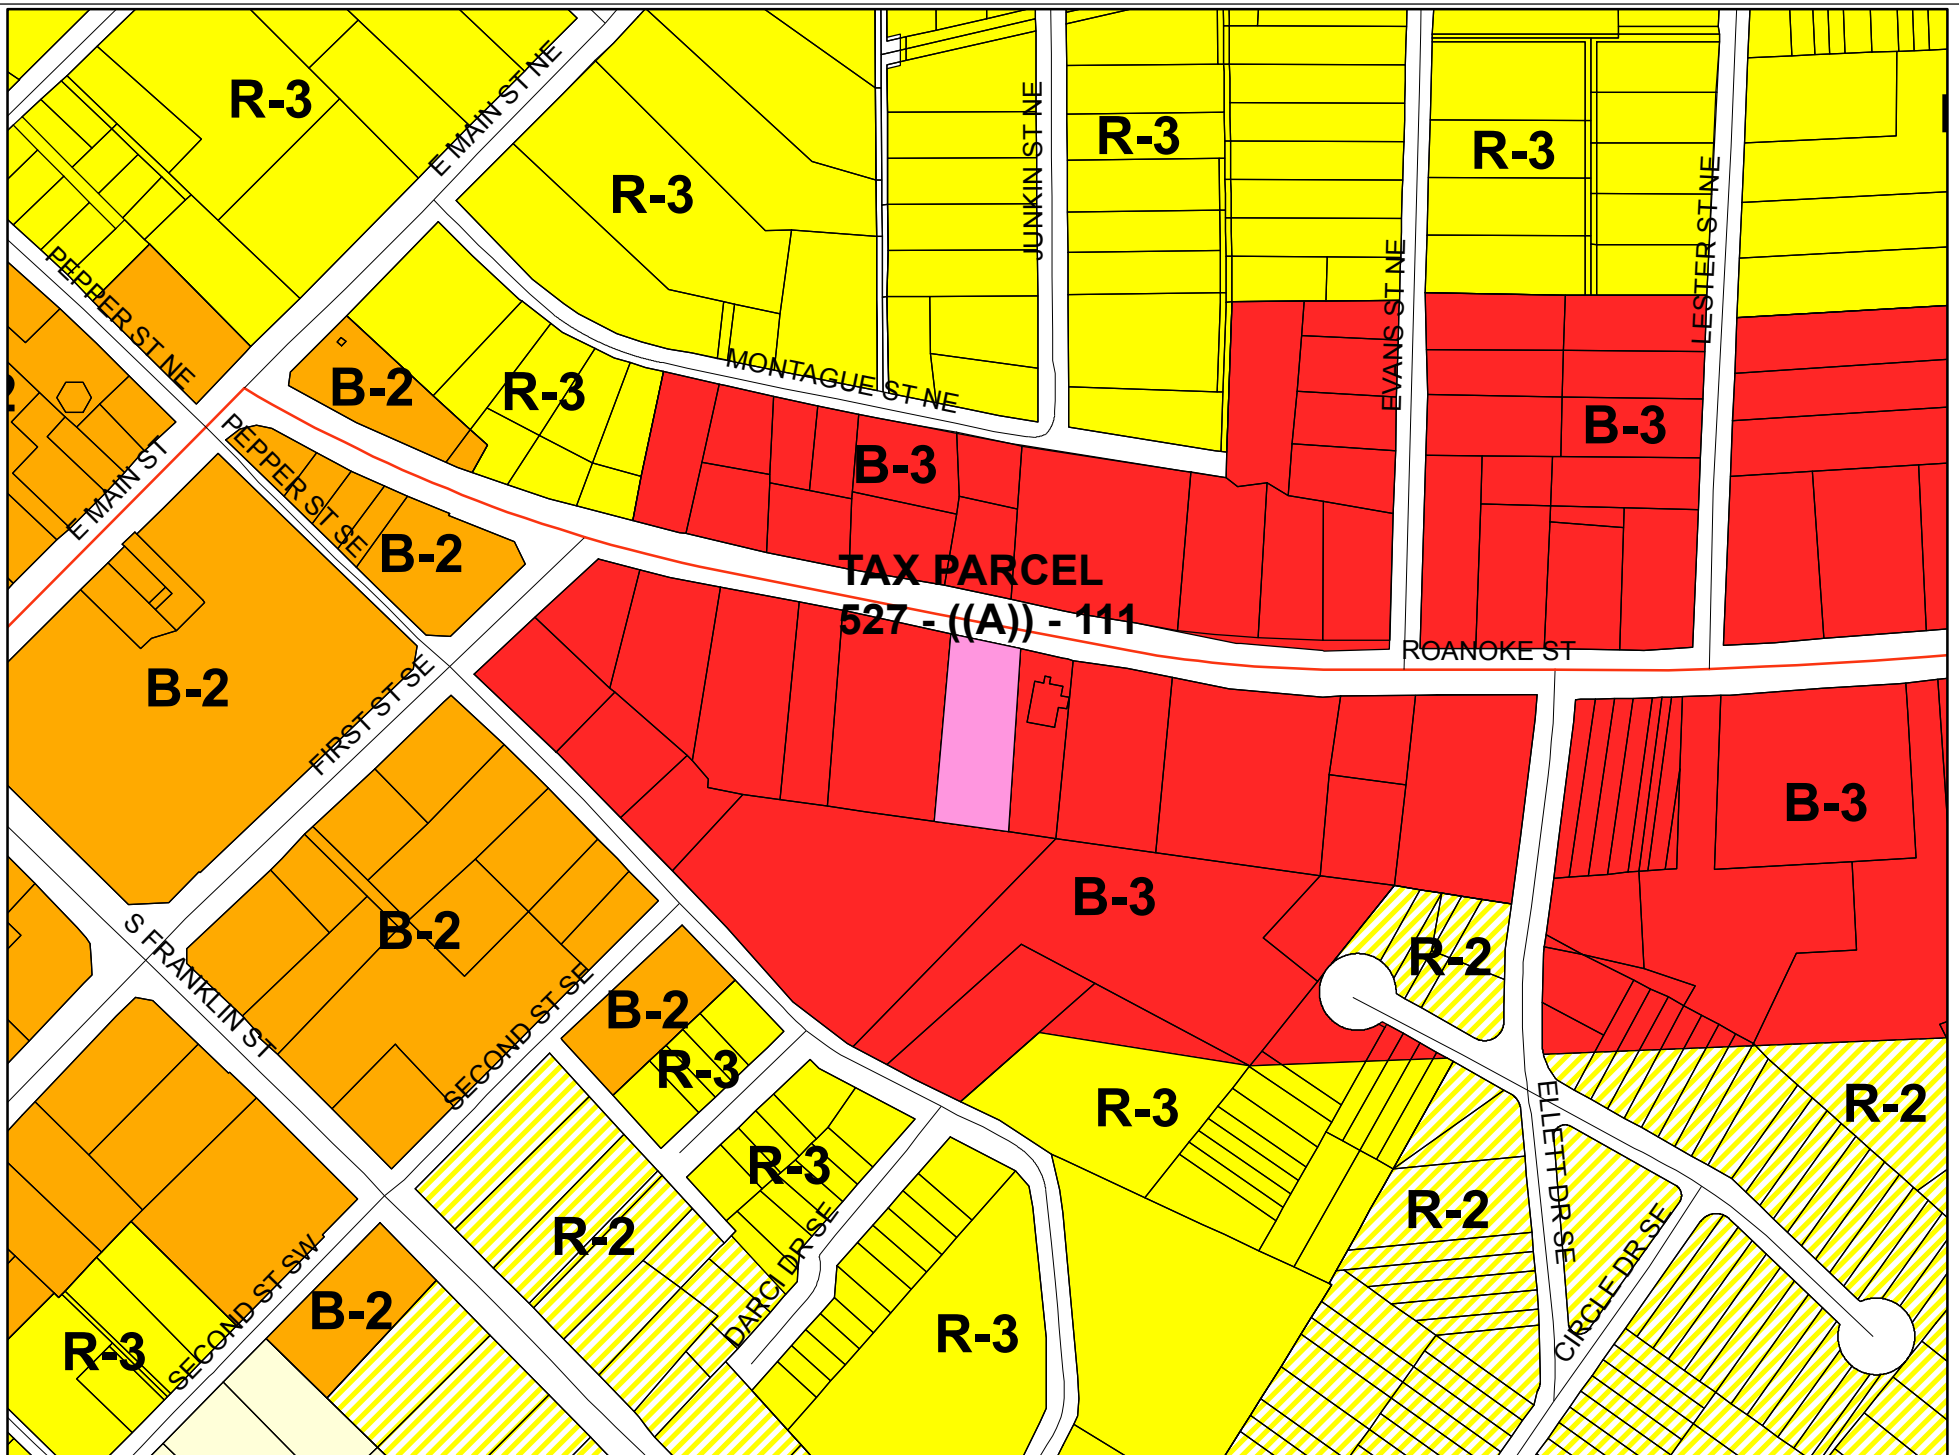 R-3
E MAIN ST NE
R-3
JUNKIN ST NE
R-3
R-3
LESTER ST NE
PEPPER ST NE
EVANS ST NE
B-2
R-3
MONTAGUE ST NE
B-3
B-3
E MAIN ST
PEPPER ST SE
B-2
TAX PARCEL
527 - ((A)) - 111
ROANOKE ST
B-2
FIRST ST SE
B-3
B-3
B-2
R-2
S FRANKLIN ST
SECOND ST SE
B-2
R-3
R-3
R-2
ELLETT DR SE
R-3
R-2
R-2
DARCI DR SE
CIRCLE DR SE
SECOND ST SW
B-2
R-3
R-3